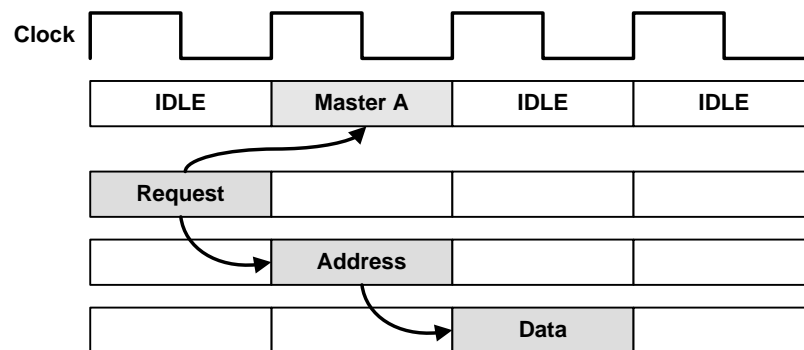 Clock
IDLE Master A IDLE IDLE
Request
Address
Data